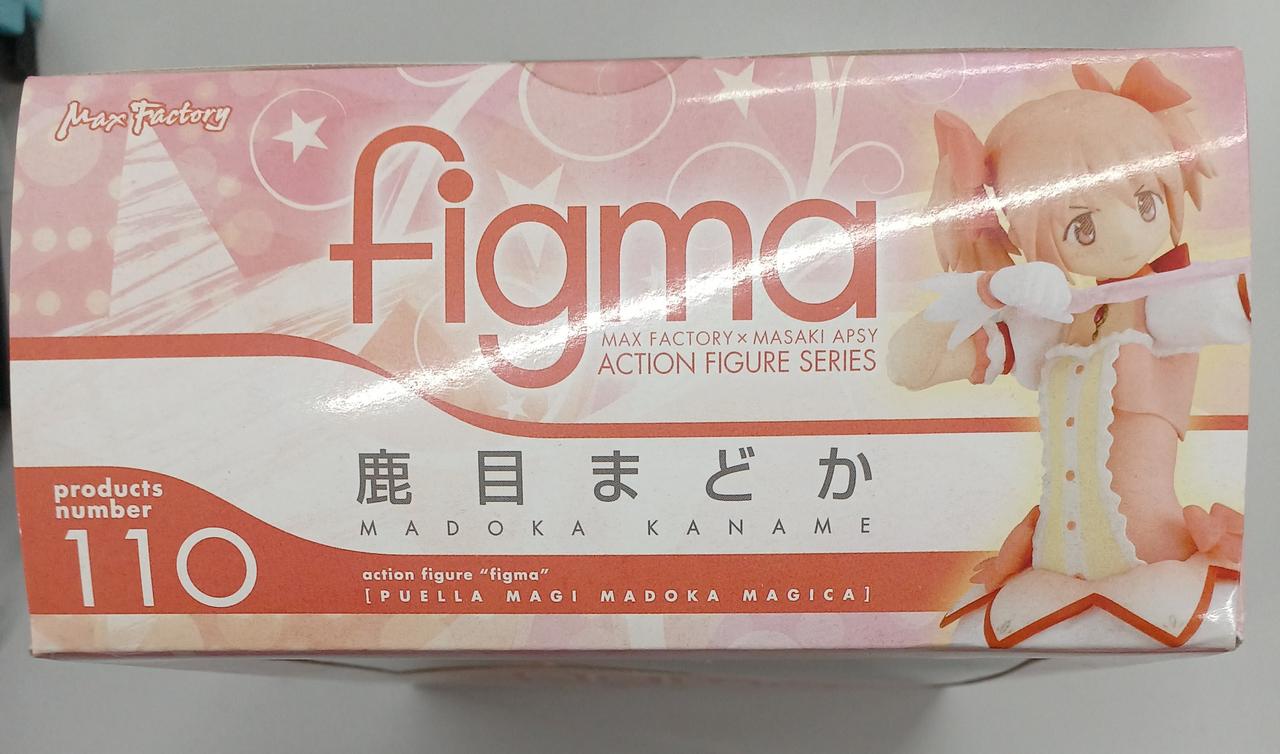 Max Factory
figma
MAX FACTORY×MASAKI APSY
ACTION FIGURE SERIES
鹿目まどか
MADOKA KANAME
products
number
110
action figure “figma”
[PUELLA MAGI MADOKA MAGICA]